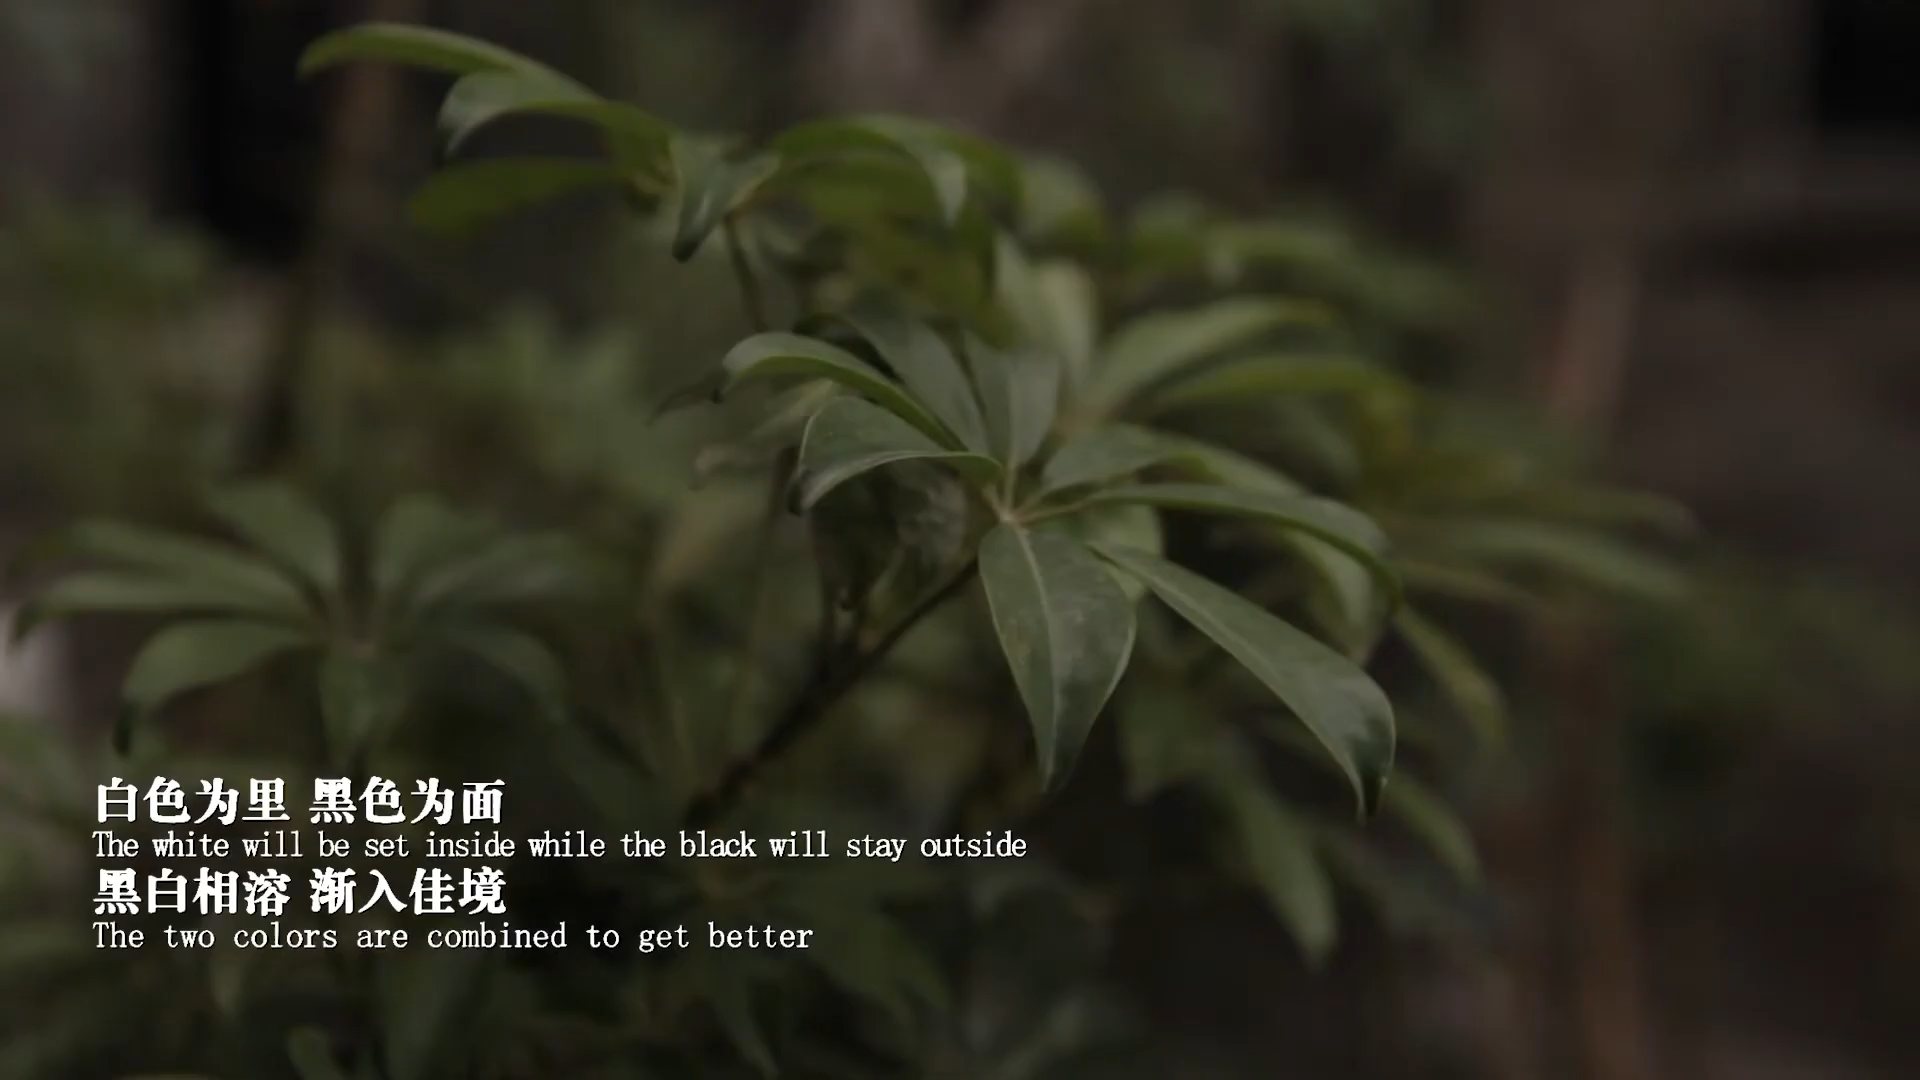 白色为里 黑色为面
The white will be set inside while the black will stay outside
黑白相溶 渐入佳境
The two colors are combined to get better